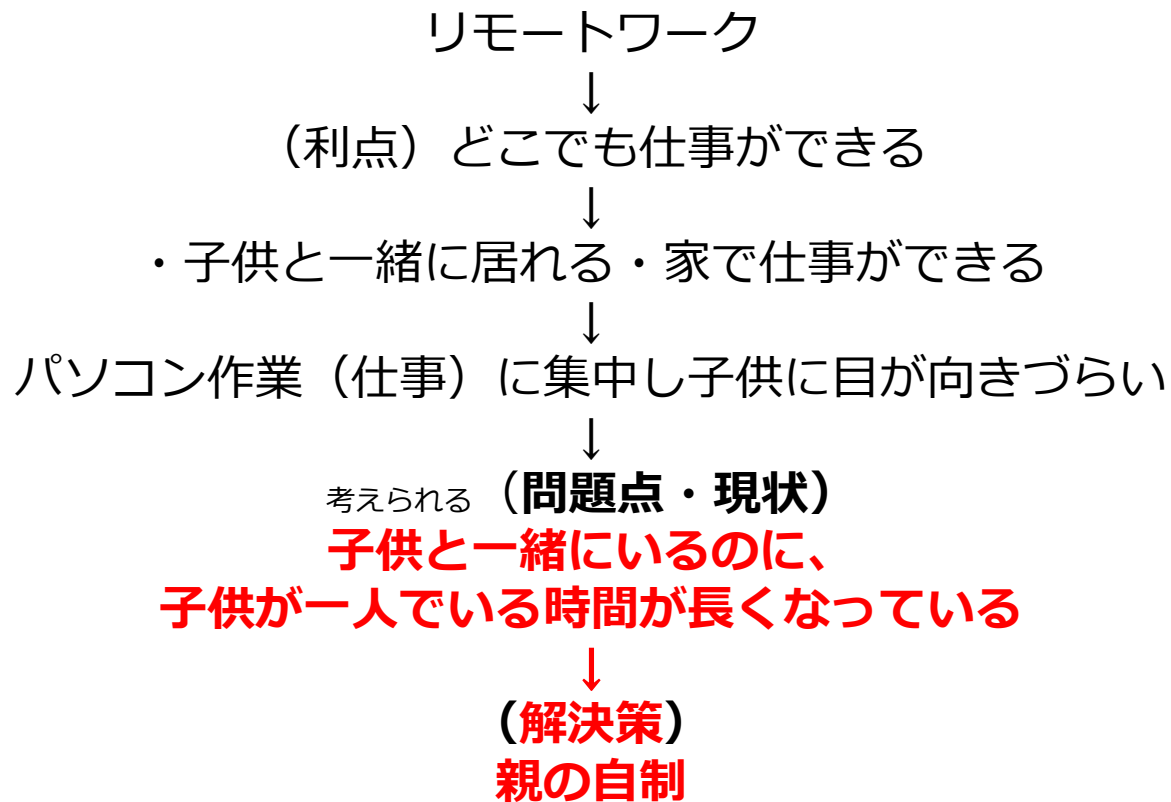 リモートワーク
↓
（利点）どこでも仕事ができる
↓
・子供と一緒に居れる・家で仕事ができる
↓
パソコン作業（仕事）に集中し子供に目が向きづらい
↓
考えられる（問題点・現状）
子供と一緒にいるのに、
子供が一人でいる時間が長くなっている
↓
（解決策）
親の自制